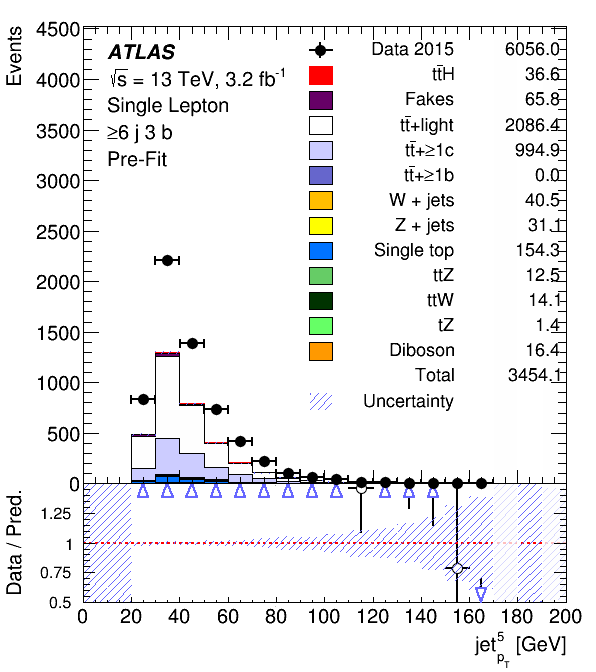 ATLAS
√s = 13 TeV, 3.2 fb⁻¹
Single Lepton
≥6 j 3 b
Pre-Fit
Data 2015 6056.0
tt̄H 36.6
Fakes 65.8
tt̄+light 2086.4
tt̄+≥1c 994.9
tt̄+≥1b 0.0
W + jets 40.5
Z + jets 31.1
Single top 154.3
ttZ 12.5
ttW 14.1
tZ 1.4
Diboson 16.4
Total 3454.1
Uncertainty
Events
4500
4000
3500
3000
2500
2000
1500
1000
500
0
Data / Pred.
1.25
1
0.75
0.5
0 20 40 60 80 100 120 140 160 180 200
jet⁵pT [GeV]